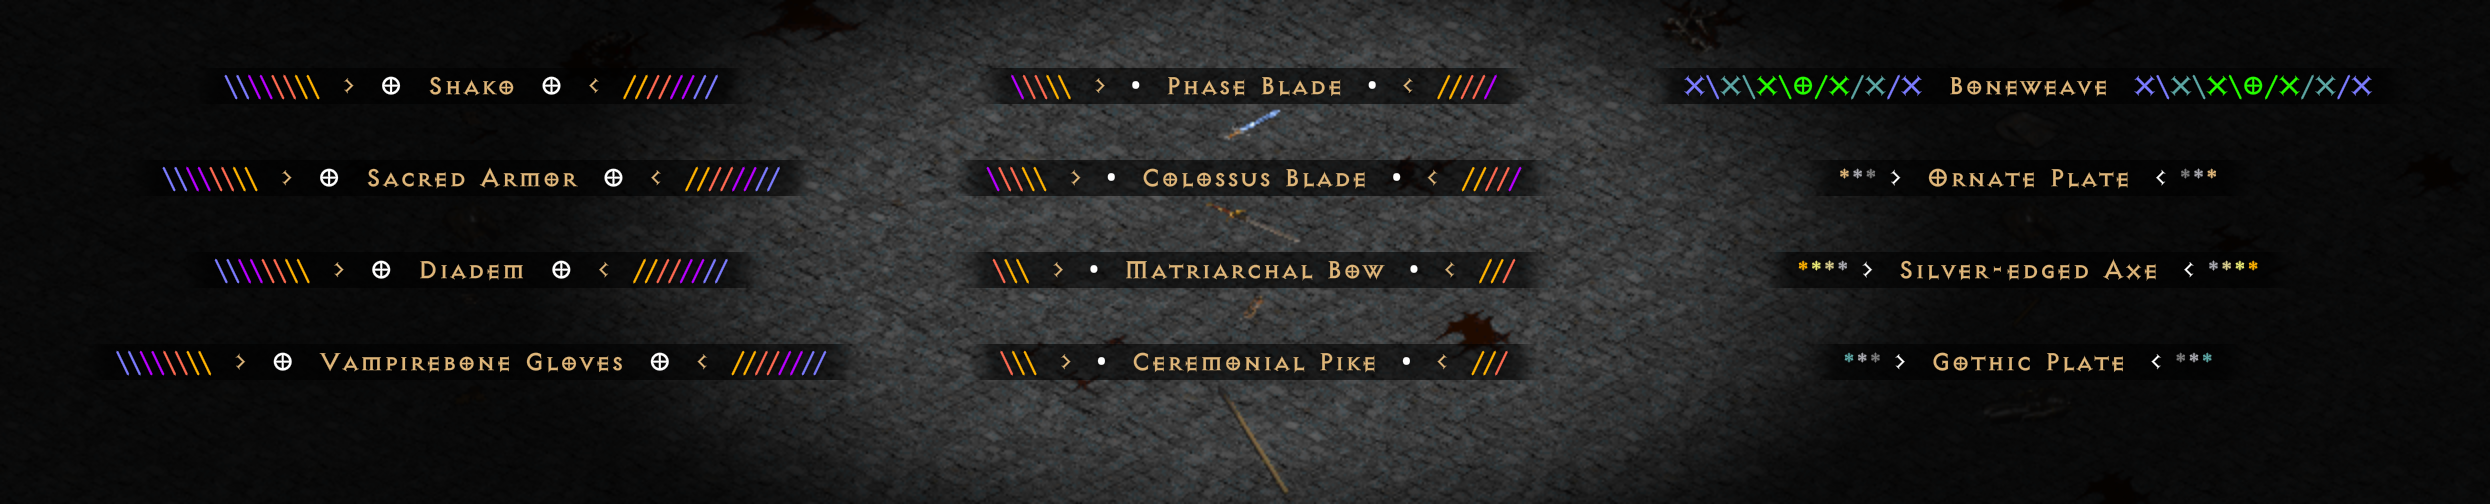 \\\\\\\\ › ⊕ Shako ⊕ ‹ ////////
\\\\\ › • Phase Blade • ‹ /////
X\X\X\⊕/X/X/X Boneweave X\X\X\⊕/X/X/X
\\\\\\\\ › ⊕ Sacred Armor ⊕ ‹ ////////
\\\\\ › • Colossus Blade • ‹ /////
*** › Ornate Plate ‹ ***
\\\\\\\\ › ⊕ Diadem ⊕ ‹ ////////
\\\ › • Matriarchal Bow • ‹ ///
**** › Silver-edged Axe ‹ ****
\\\\\\\\ › ⊕ Vampirebone Gloves ⊕ ‹ ////////
\\\ › • Ceremonial Pike • ‹ ///
*** › Gothic Plate ‹ ***